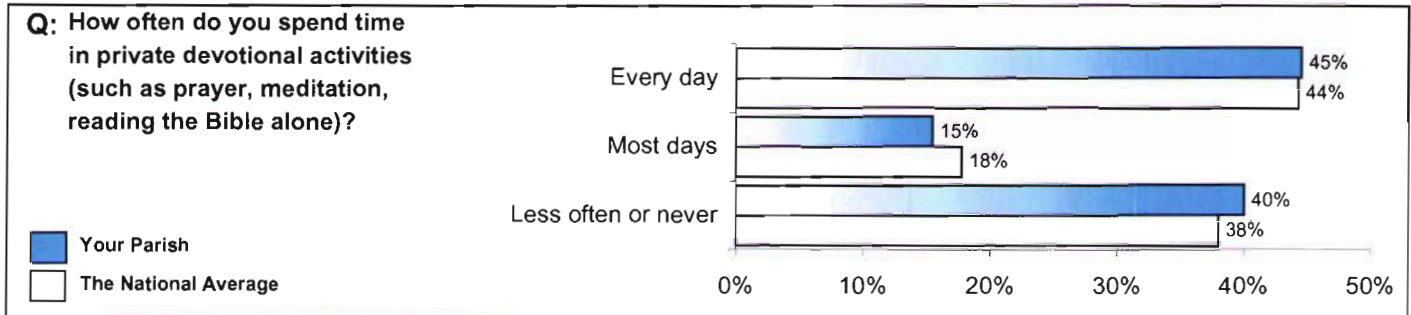 Q: How often do you spend time
in private devotional activities
(such as prayer, meditation,
reading the Bible alone)?
Every day
45%
44%
Most days
15%
18%
Less often or never
40%
38%
Your Parish
The National Average
0% 10% 20% 30% 40% 50%